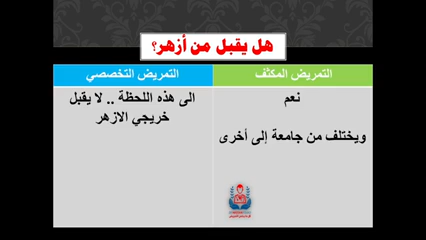 هل يقبل من أزهر؟
التمريض المكثف
التمريض التخصصي
نعم
ويختلف من جامعة إلى أخرى
الى هذه اللحظة .. لا يقبل
خريجي الازهر